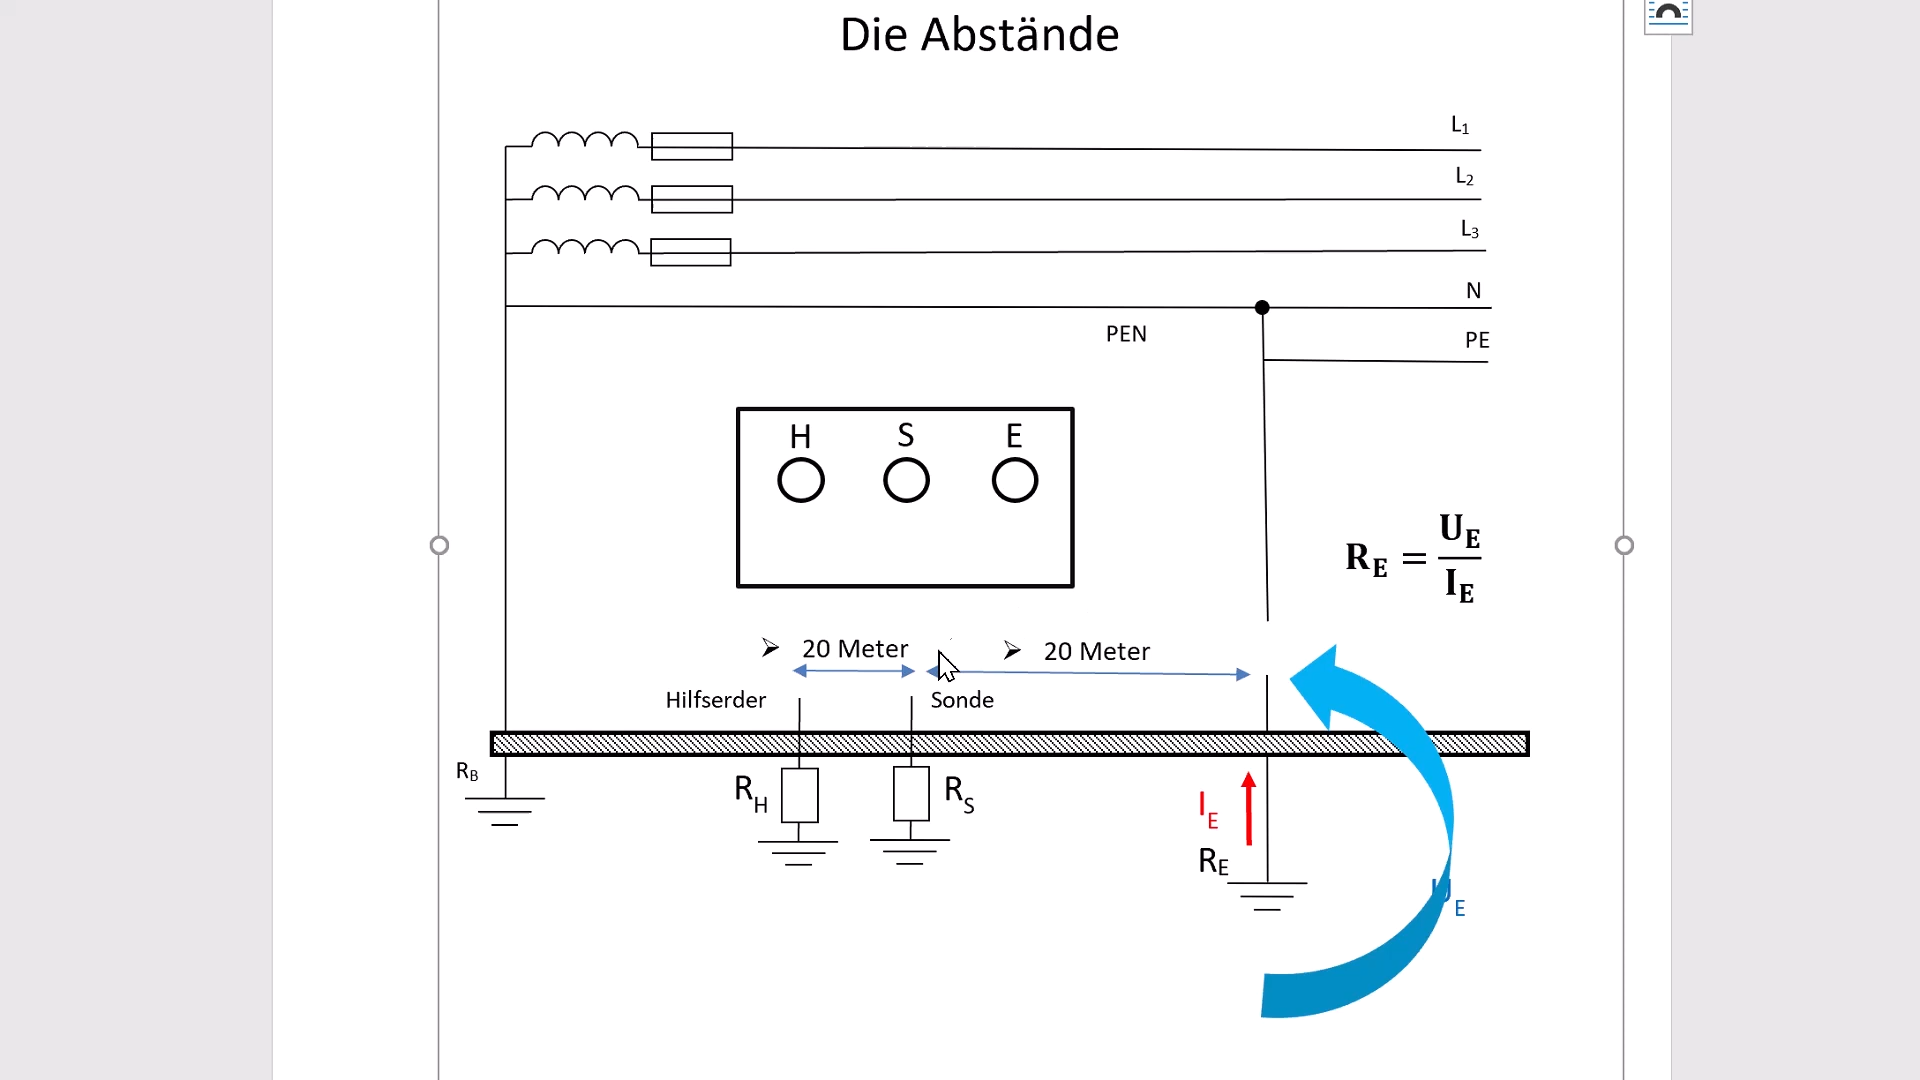 Die Abstände
L1
L2
L3
N
PEN
PE
H S E
RE = UE / IE
➢ 20 Meter ➢ 20 Meter
Hilfserder Sonde
RB
RH RS
IE
RE
UE